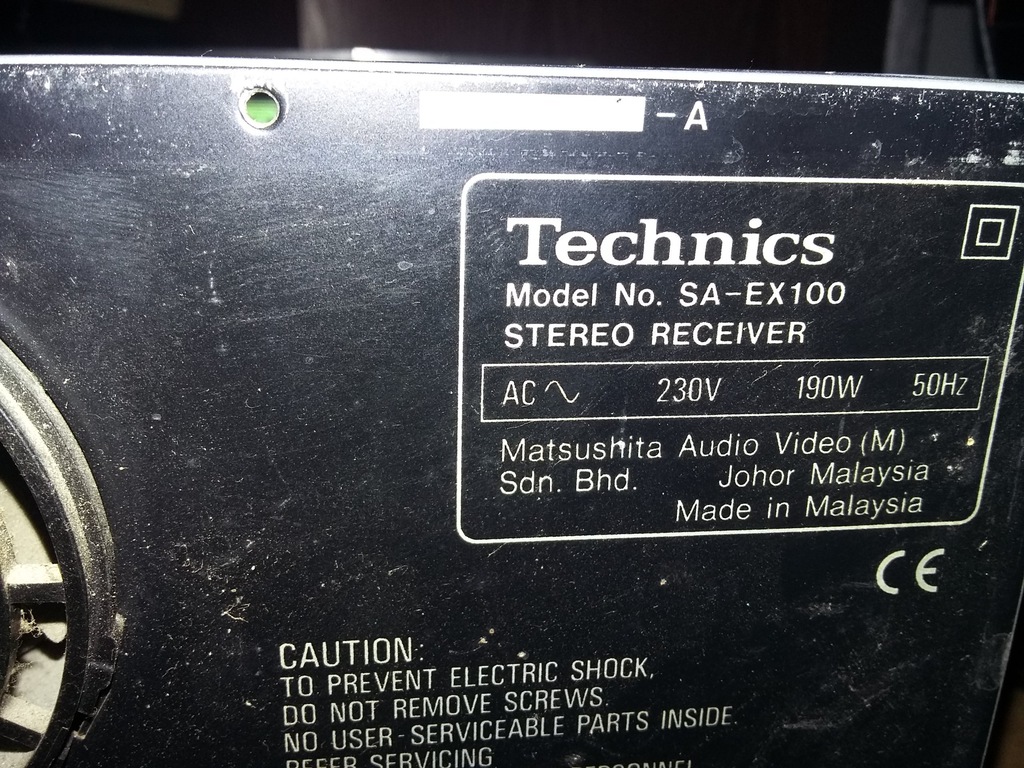 - A
Technics
Model No. SA-EX100
STEREO RECEIVER
AC 230V 190W 50Hz
Matsushita Audio Video (M)
Sdn. Bhd. Johor Malaysia
Made in Malaysia
CE
CAUTION:
TO PREVENT ELECTRIC SHOCK,
DO NOT REMOVE SCREWS.
NO USER-SERVICEABLE PARTS INSIDE.
REFER SERVICING PERSONNEL